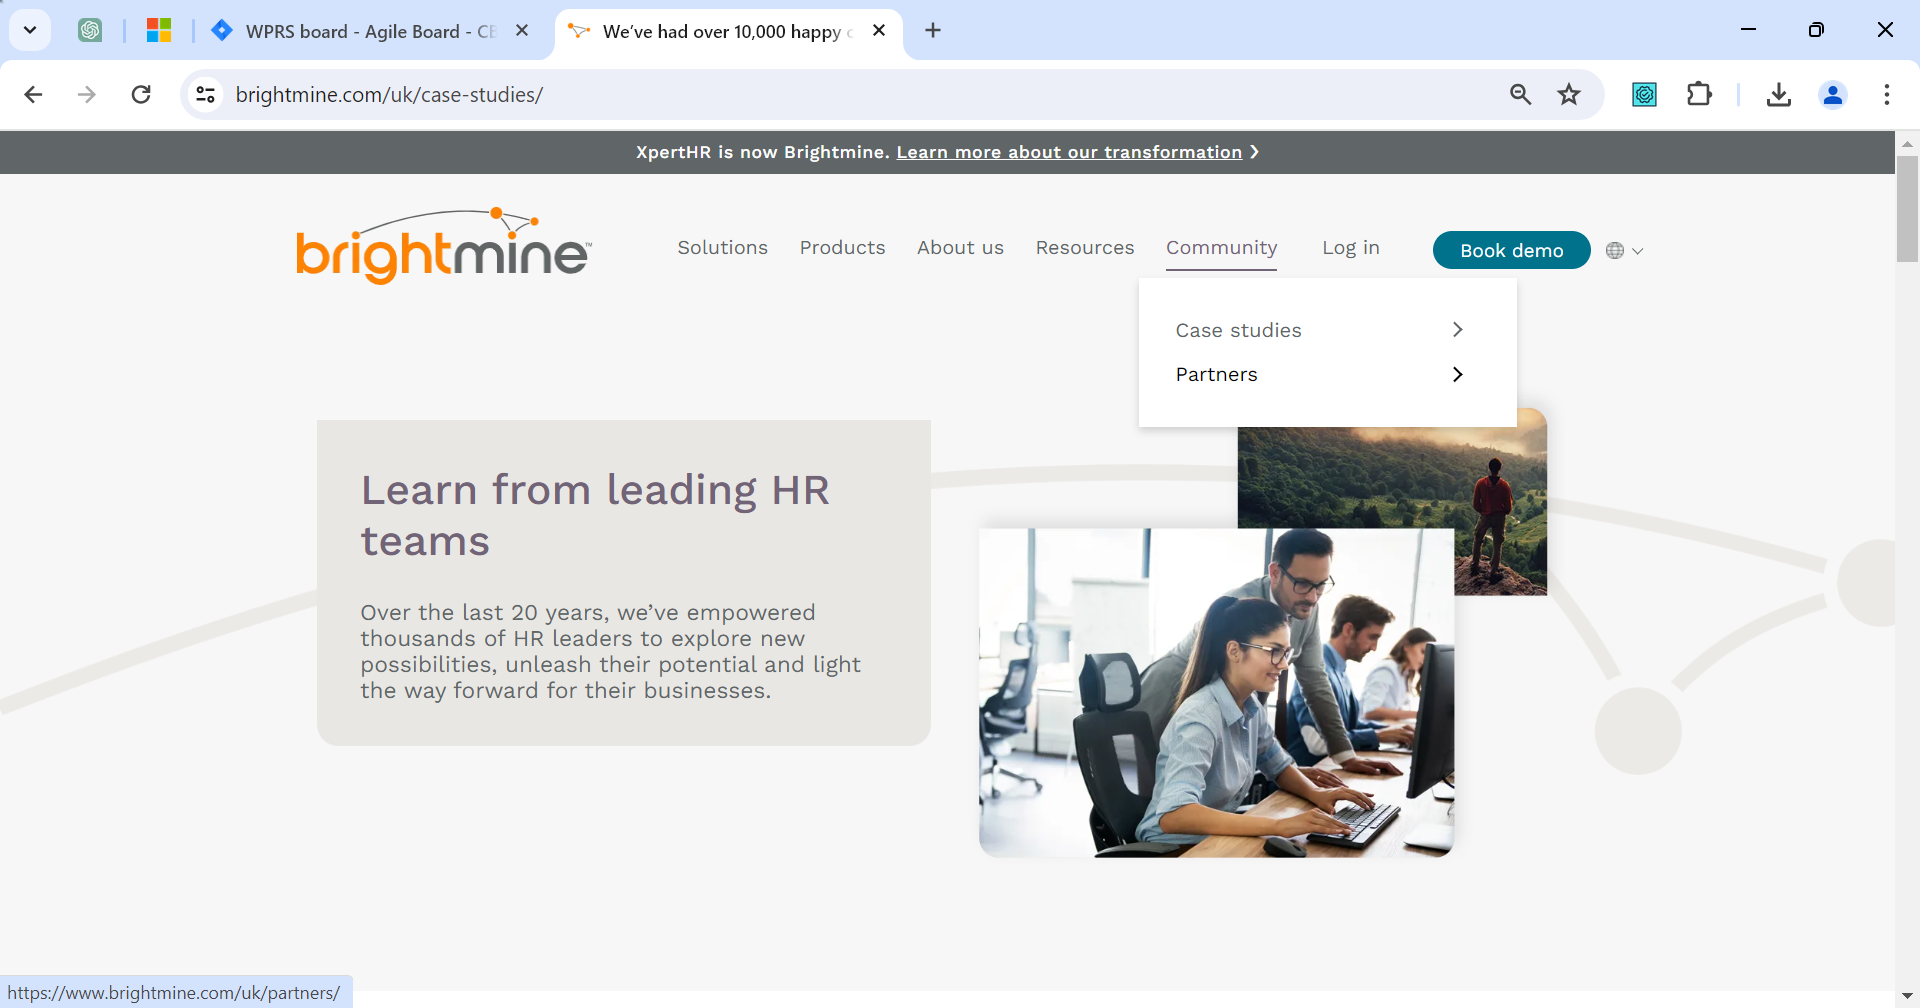 WPRS board - Agile Board - CE
We've had over 10,000 happy c
brightmine.com/uk/case-studies/
XpertHR is now Brightmine. Learn more about our transformation
brightmine™
Solutions Products About us Resources Community Log in Book demo
Case studies
Partners
Learn from leading HR
teams
Over the last 20 years, we've empowered
thousands of HR leaders to explore new
possibilities, unleash their potential and light
the way forward for their businesses.
https://www.brightmine.com/uk/partners/